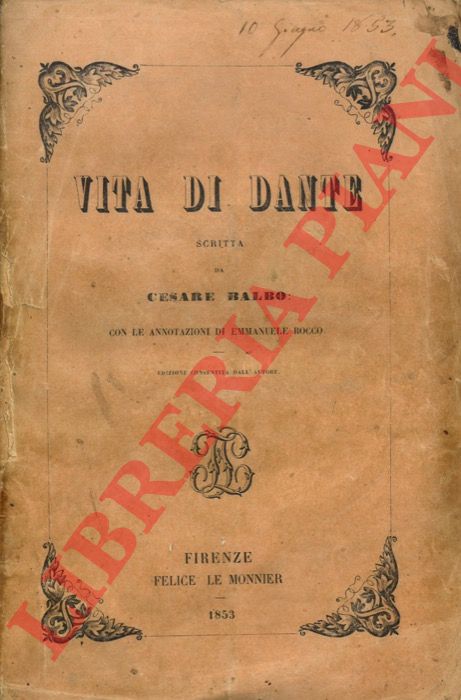 10 Giugno 1853.
VITA DI DANTE
SCRITTA
DA
CESARE BALBO:
CON LE ANNOTAZIONI DI EMMANUELE ROCCO.
EDIZIONE CONSENTITA DALL'AUTORE.
FIRENZE
FELICE LE MONNIER
1853
LIBRERIA PIANI